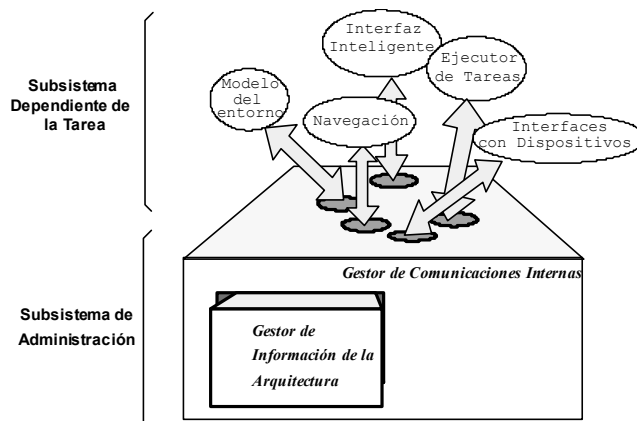 Subsistema
Dependiente de
la Tarea
Interfaz
Inteligente
Ejecutor
de Tareas
Modelo
del
entorno
Navegación
Interfaces
con Dispositivos
Subsistema de
Administración
Gestor de Comunicaciones Internas
Gestor de
Información de la
Arquitectura